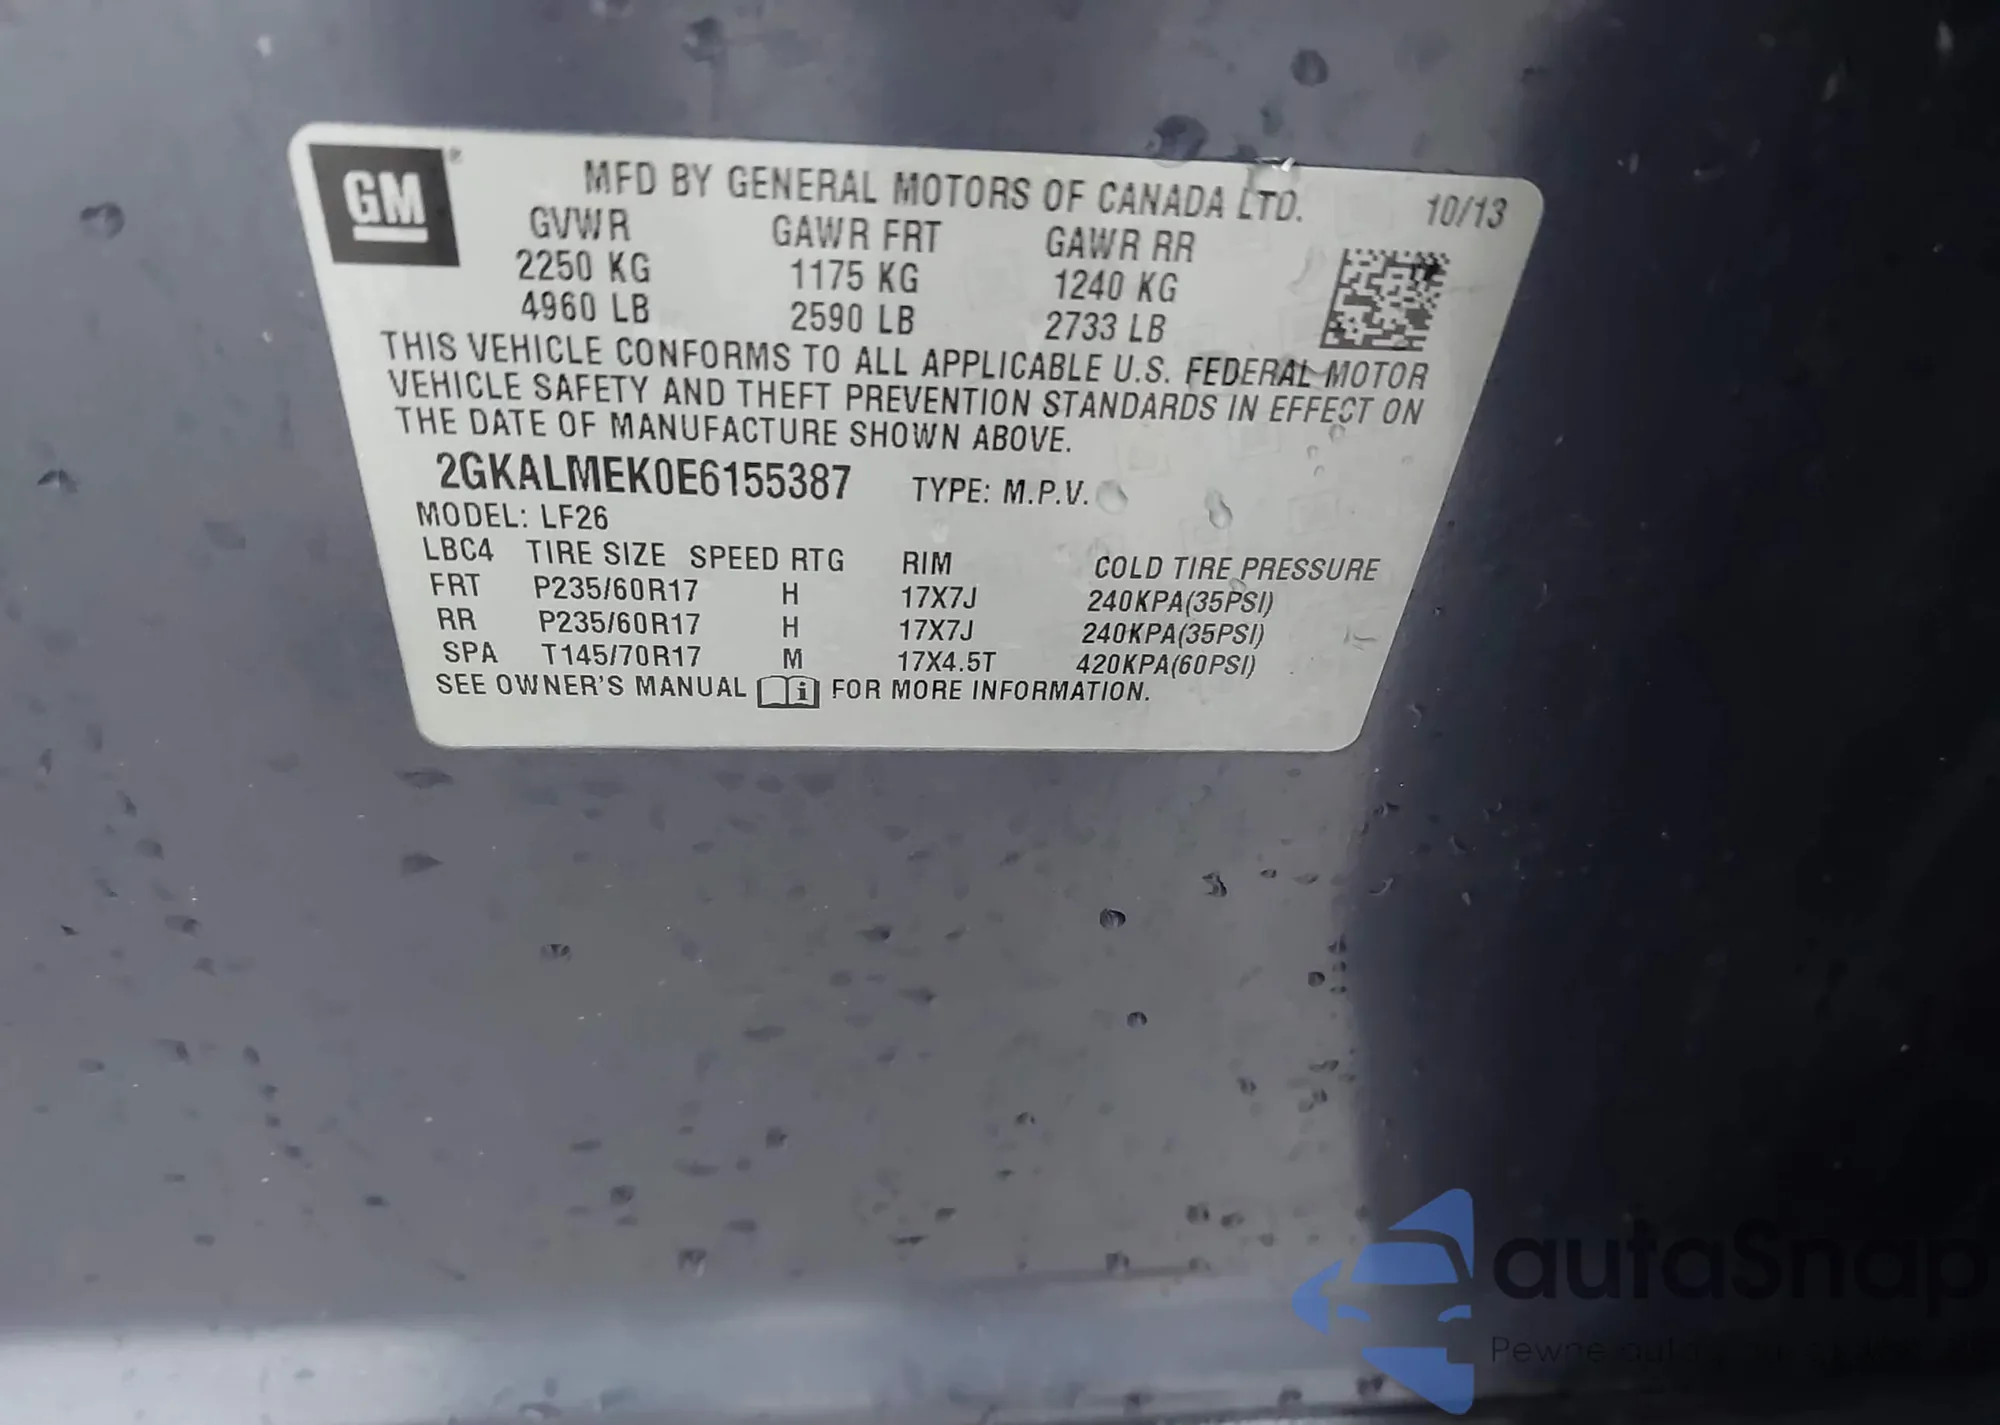 GM ®
MFD BY GENERAL MOTORS OF CANADA LTD. 10/13
GVWR GAWR FRT GAWR RR
2250 KG 1175 KG 1240 KG
4960 LB 2590 LB 2733 LB
THIS VEHICLE CONFORMS TO ALL APPLICABLE U.S. FEDERAL MOTOR
VEHICLE SAFETY AND THEFT PREVENTION STANDARDS IN EFFECT ON
THE DATE OF MANUFACTURE SHOWN ABOVE.
2GKALMEK0E6155387 TYPE: M.P.V.
MODEL: LF26
LBC4 TIRE SIZE SPEED RTG RIM COLD TIRE PRESSURE
FRT P235/60R17 H 17X7J 240KPA(35PSI)
RR P235/60R17 H 17X7J 240KPA(35PSI)
SPA T145/70R17 M 17X4.5T 420KPA(60PSI)
SEE OWNER'S MANUAL FOR MORE INFORMATION.
autaSnap
Pewne auta